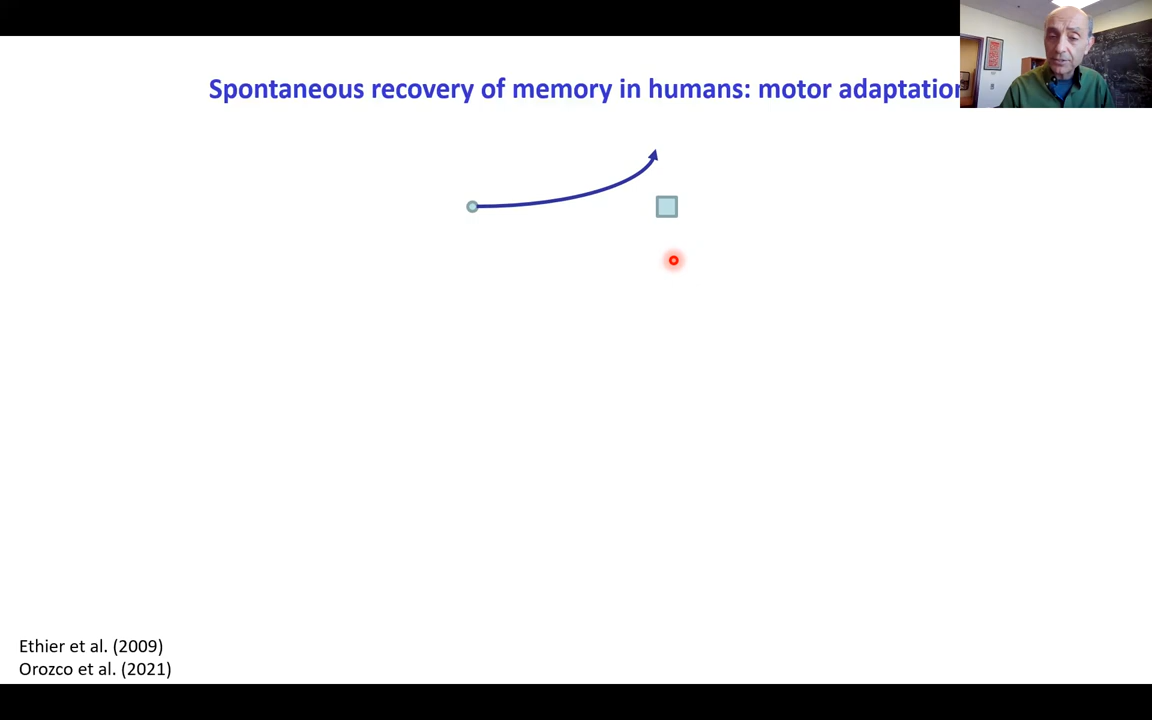 Spontaneous recovery of memory in humans: motor adaptation
Ethier et al. (2009)
Orozco et al. (2021)